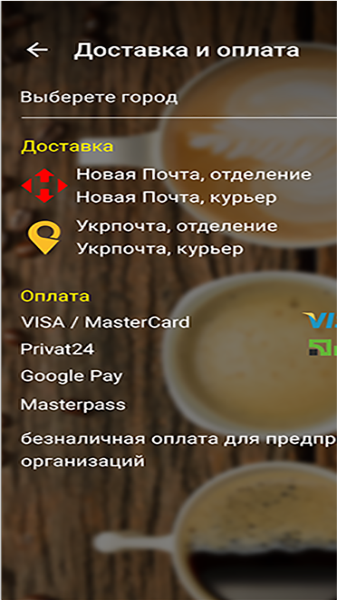 Доставка и оплата
Выберете город
Доставка
Новая Почта, отделение
Новая Почта, курьер
Укрпочта, отделение
Укрпочта, курьер
Оплата
VISA / MasterCard
Privat24
Google Pay
Masterpass
безналичная оплата для предпр
организаций